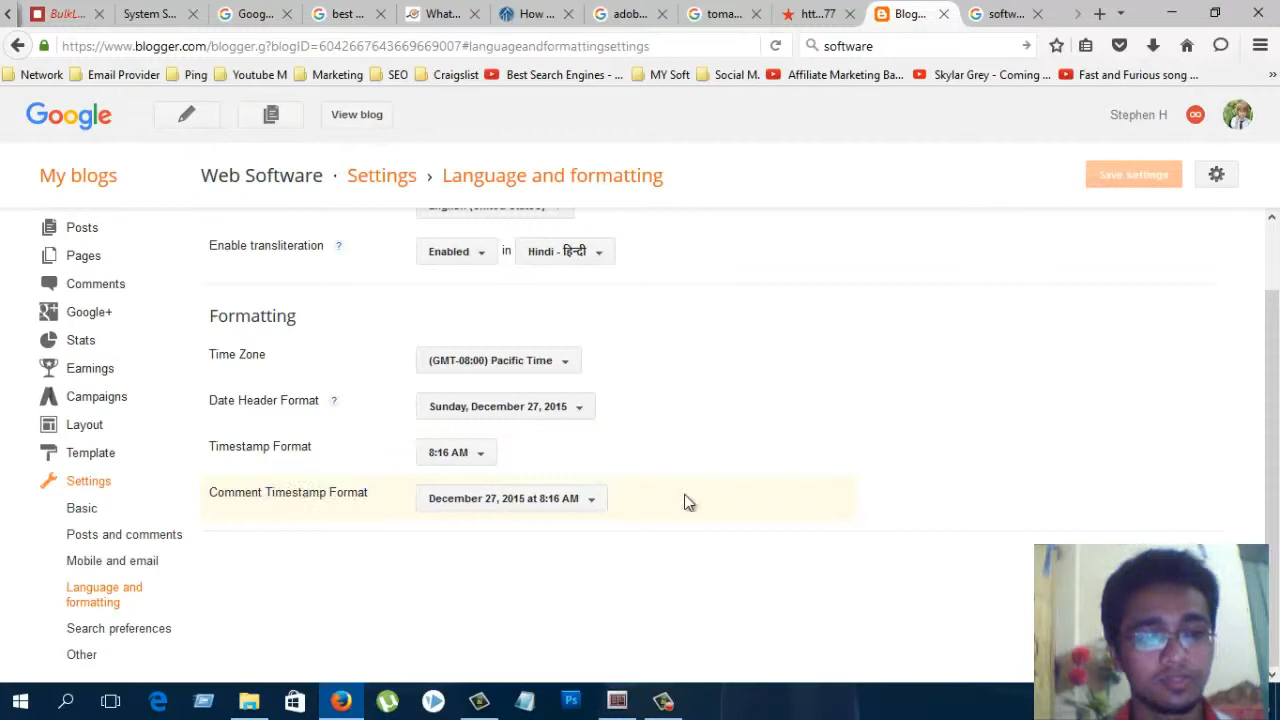 BulkL...
System S...
Goog...
best ...
What...
How ...
adob...
toma...
htt...77
Blog...
softw...
https://www.blogger.com/blogger.g?blogID=6042667643669669007#languageandformattingsettings
software
Network
Email Provider
Ping
Youtube M
Marketing
SEO
Craigslist
Best Search Engines - ...
MY Soft
Social M.
Affiliate Marketing Ba...
Skylar Grey - Coming ...
Fast and Furious song ...
Google
View blog
Stephen H
My blogs
Web Software · Settings › Language and formatting
Save settings
English (United States)
Posts
Enable transliteration ? Enabled in Hindi - हिन्दी
Pages
Comments
Google+
Formatting
Stats
Time Zone (GMT-08:00) Pacific Time
Earnings
Campaigns
Date Header Format ? Sunday, December 27, 2015
Layout
Timestamp Format 8:16 AM
Template
Settings
Comment Timestamp Format December 27, 2015 at 8:16 AM
Basic
Posts and comments
Mobile and email
Language and
formatting
Search preferences
Other
Ps